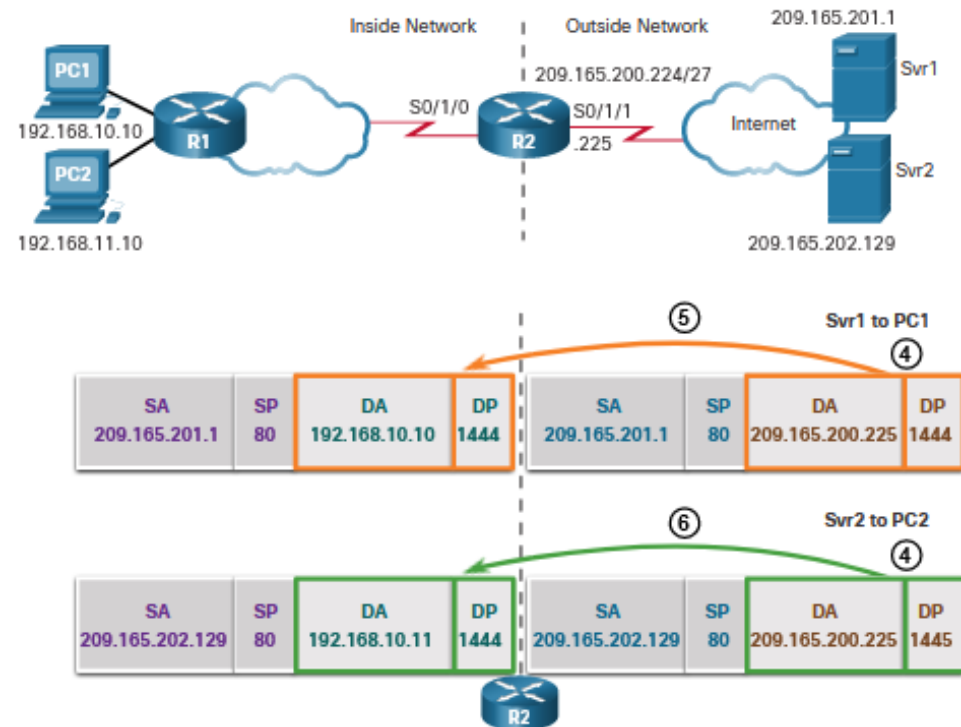 Inside Network
Outside Network
209.165.201.1
PC1
192.168.10.10
R1
PC2
192.168.11.10
S0/1/0
R2
209.165.200.224/27
S0/1/1
.225
Internet
Svr1
Svr2
209.165.202.129
5
Svr1 to PC1
4
SA SP DA DP SA SP DA DP
209.165.201.1 80 192.168.10.10 1444 209.165.201.1 80 209.165.200.225 1444
6
Svr2 to PC2
4
SA SP DA DP SA SP DA DP
209.165.202.129 80 192.168.10.11 1444 209.165.202.129 80 209.165.200.225 1445
R2